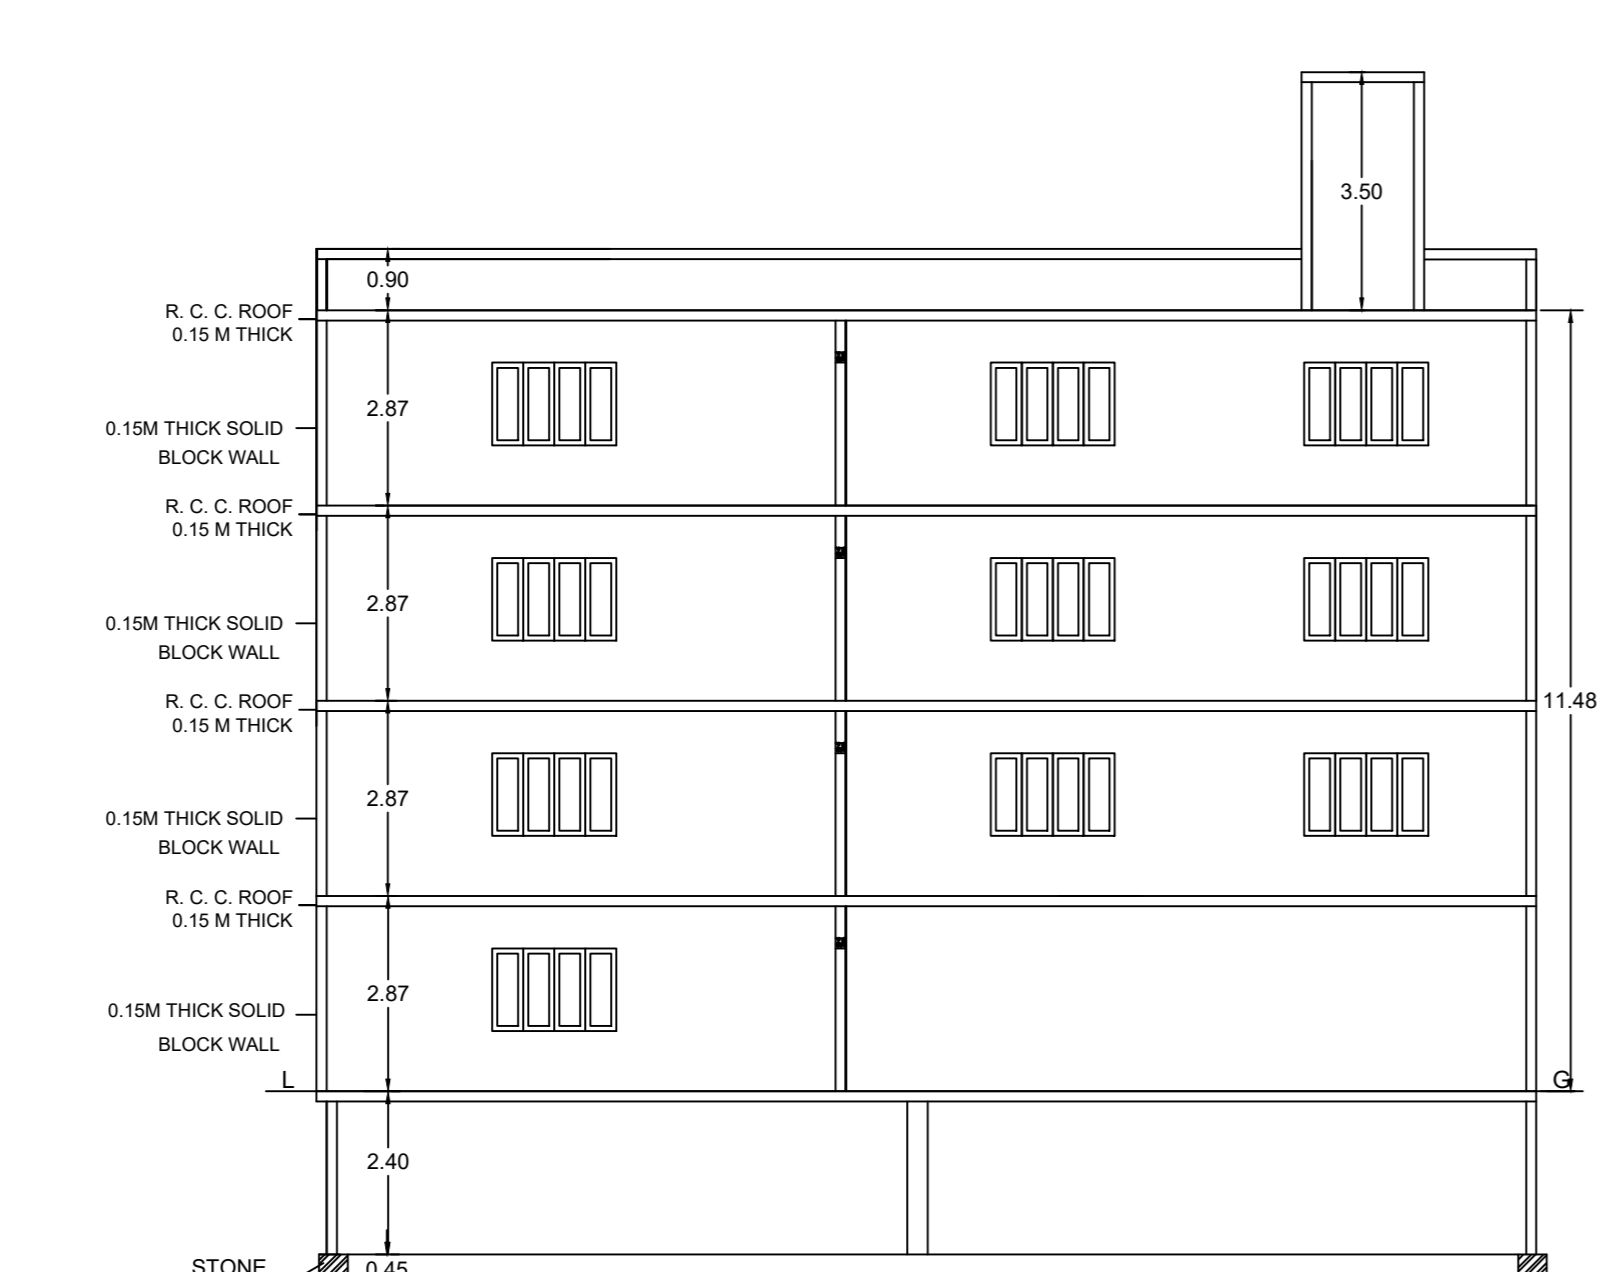 3.50
0.90
R. C. C. ROOF
0.15 M THICK
2.87
0.15M THICK SOLID
BLOCK WALL
R. C. C. ROOF
0.15 M THICK
2.87
0.15M THICK SOLID
BLOCK WALL
R. C. C. ROOF
0.15 M THICK
11.48
2.87
0.15M THICK SOLID
BLOCK WALL
R. C. C. ROOF
0.15 M THICK
2.87
0.15M THICK SOLID
BLOCK WALL
L
G
2.40
STONE
0.45